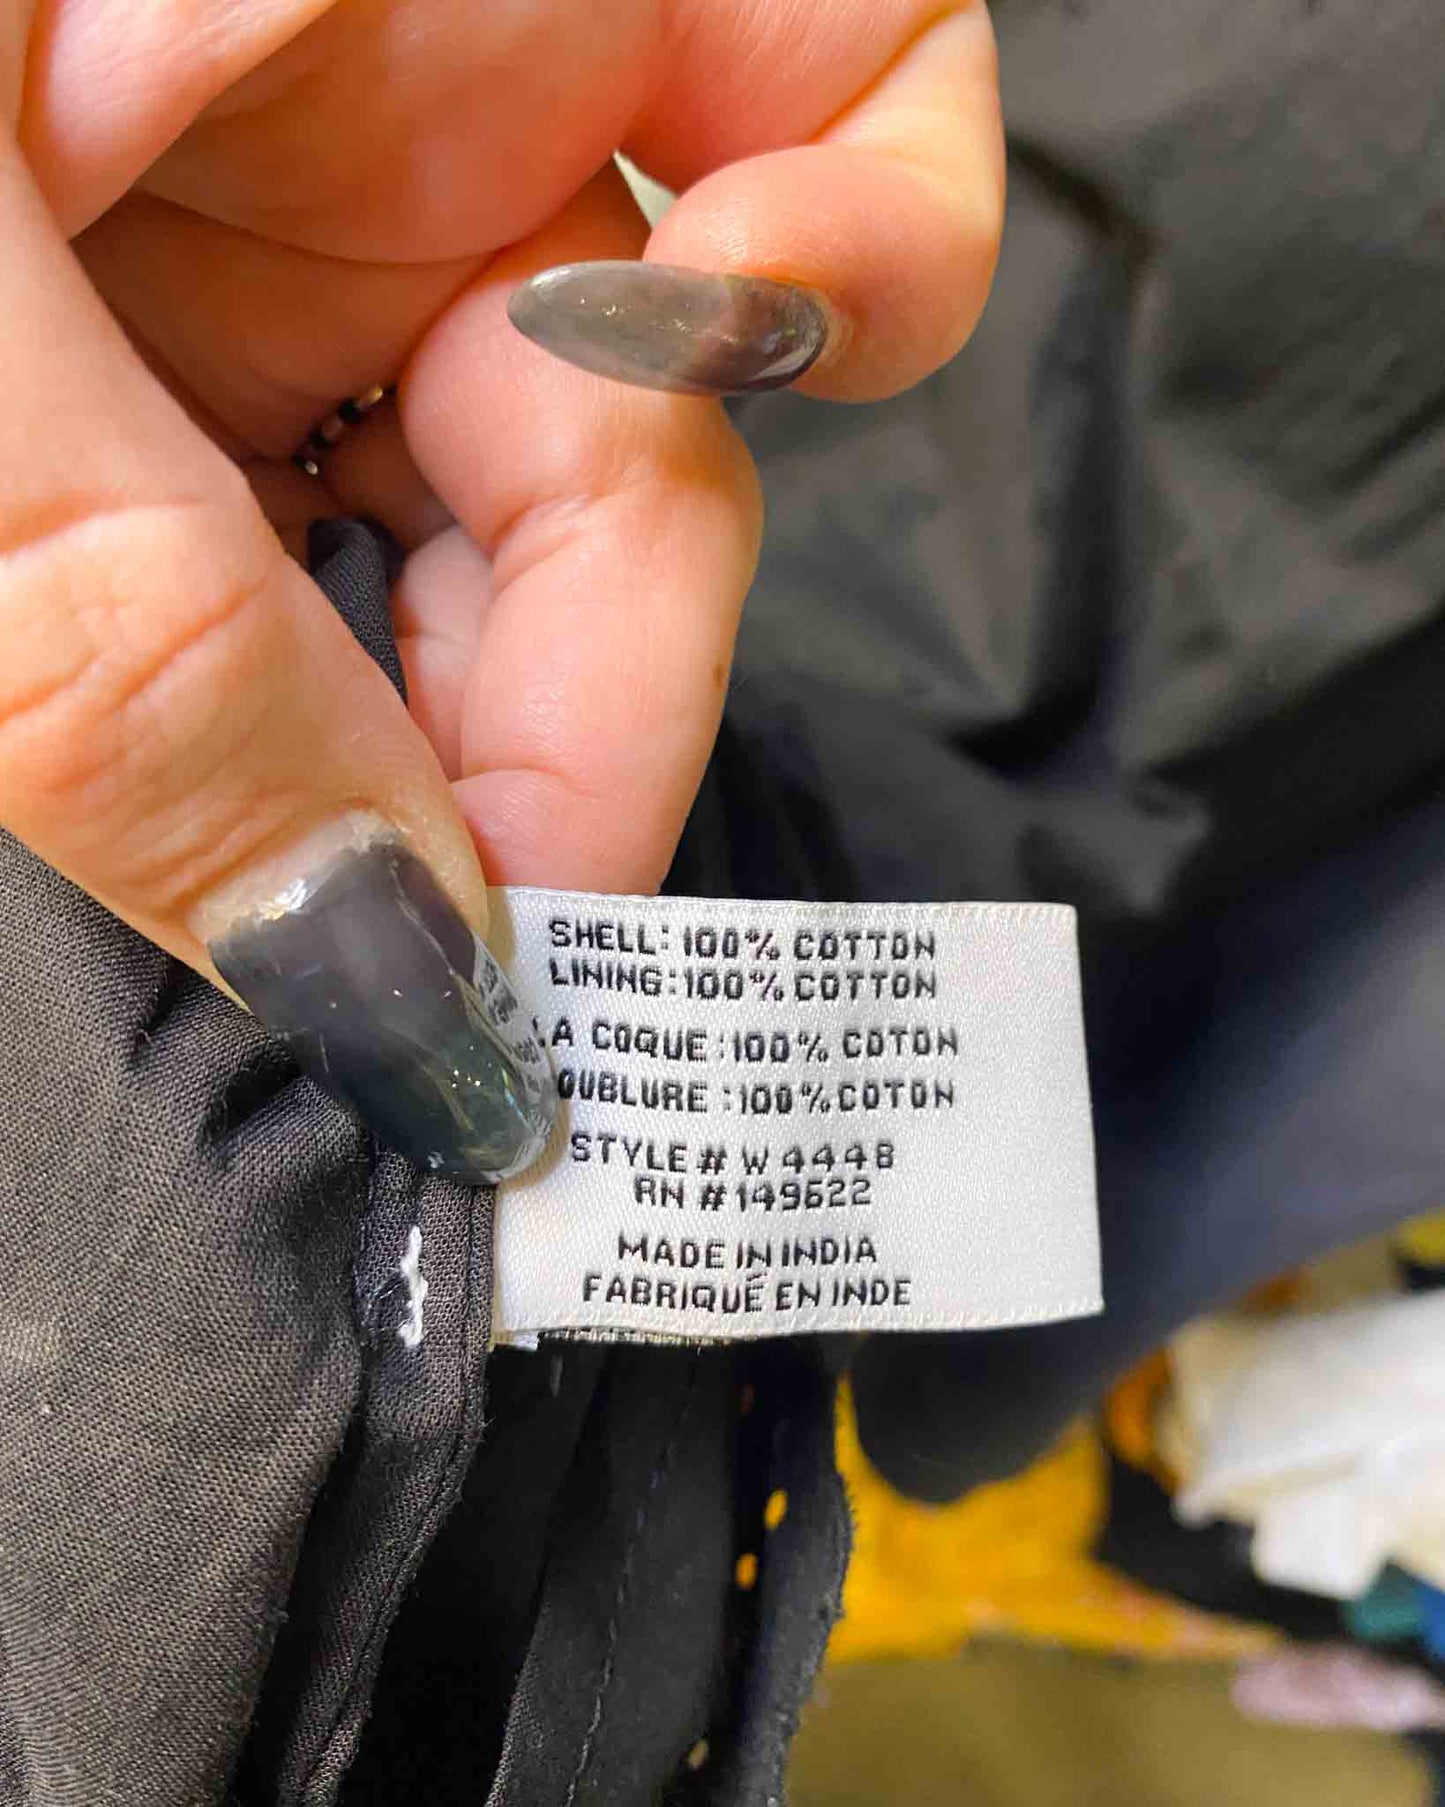 SHELL: 100% COTTON
LINING: 100% COTTON
A COQUE: 100% COTON
OUBLURE : 100% COTON
STYLE # W 4448
RN # 149622
MADE IN INDIA
FABRIQUÉ EN INDE